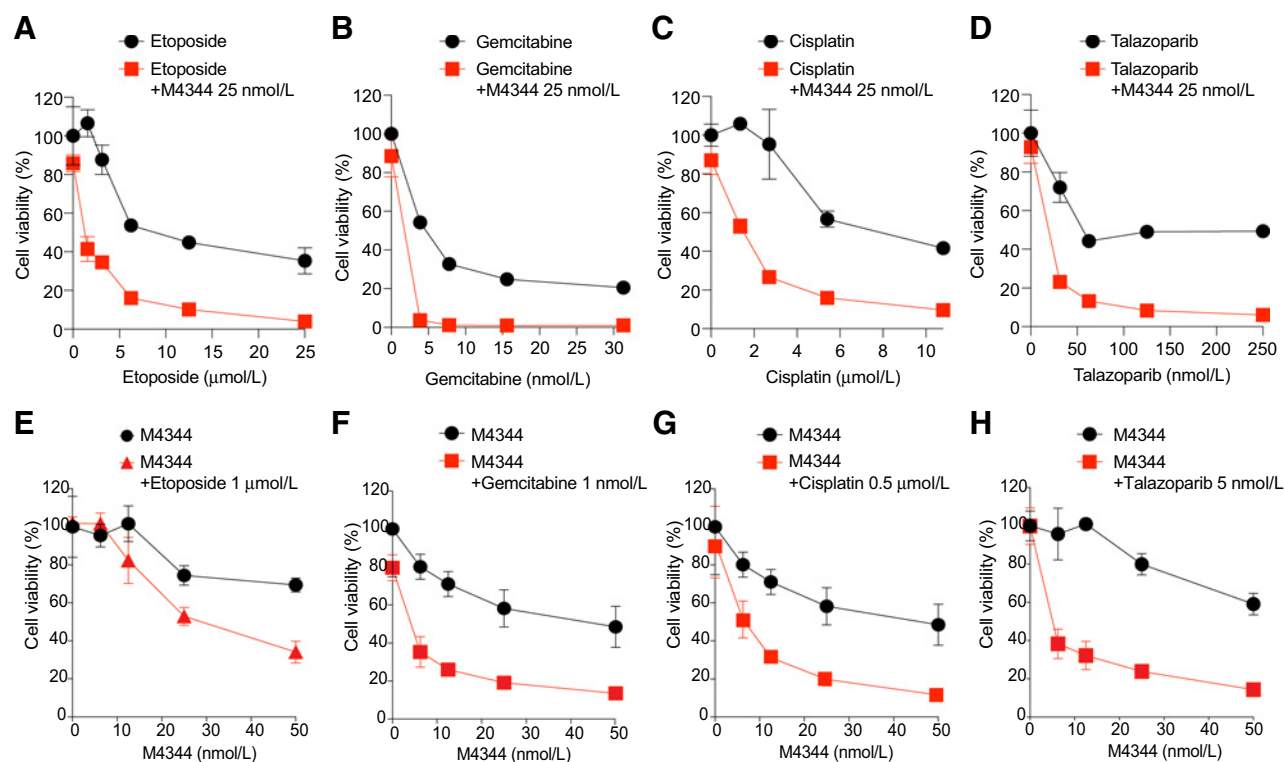 A
Etoposide
Etoposide
+M4344 25 nmol/L
Cell viability (%)
120
100
80
60
40
20
0
0 5 10 15 20 25
Etoposide (μmol/L)
B
Gemcitabine
Gemcitabine
+M4344 25 nmol/L
Cell viability (%)
120
100
80
60
40
20
0
0 5 10 15 20 25 30
Gemcitabine (nmol/L)
C
Cisplatin
Cisplatin
+M4344 25 nmol/L
Cell viability (%)
120
100
80
60
40
20
0
0 2 4 6 8 10
Cisplatin (μmol/L)
D
Talazoparib
Talazoparib
+M4344 25 nmol/L
Cell viability (%)
120
100
80
60
40
20
0
0 50 100 150 200 250
Talazoparib (nmol/L)
E
M4344
M4344
+Etoposide 1 μmol/L
Cell viability (%)
120
100
80
60
40
20
0
0 10 20 30 40 50
M4344 (nmol/L)
F
M4344
M4344
+Gemcitabine 1 nmol/L
Cell viability (%)
120
100
80
60
40
20
0
0 10 20 30 40 50
M4344 (nmol/L)
G
M4344
M4344
+Cisplatin 0.5 μmol/L
Cell viability (%)
120
100
80
60
40
20
0
0 10 20 30 40 50
M4344 (nmol/L)
H
M4344
M4344
+Talazoparib 5 nmol/L
Cell viability (%)
120
100
80
60
40
20
0
0 10 20 30 40 50
M4344 (nmol/L)